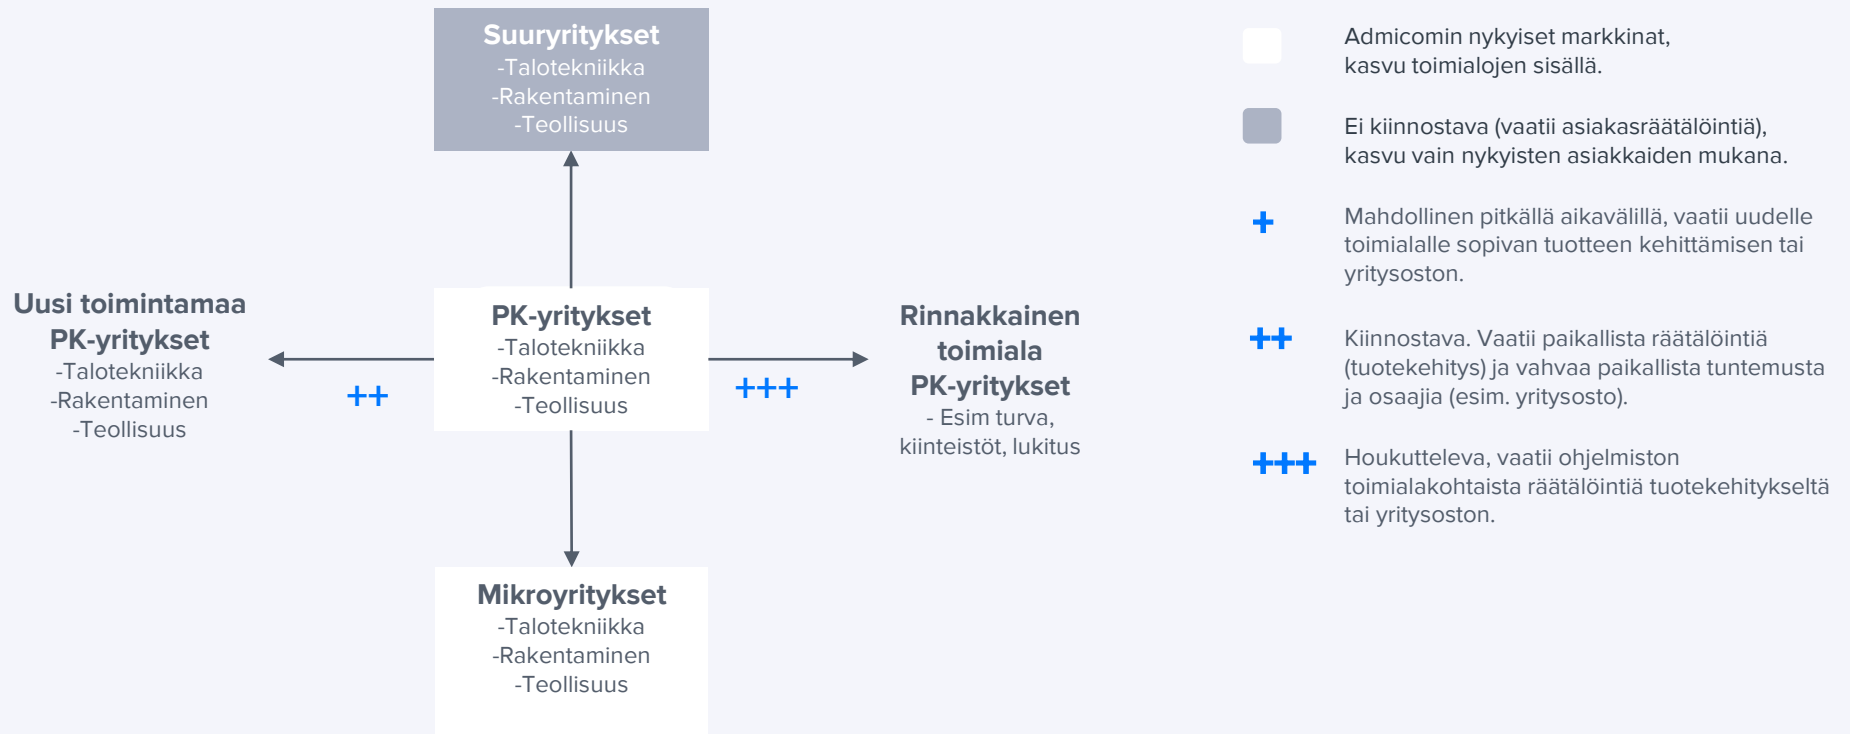 Suuryritykset
-Talotekniikka
-Rakentaminen
-Teollisuus
Uusi toimintamaa
PK-yritykset
-Talotekniikka
-Rakentaminen
-Teollisuus
++
PK-yritykset
-Talotekniikka
-Rakentaminen
-Teollisuus
+++
Rinnakkainen
toimiala
PK-yritykset
- Esim turva,
kiinteistöt, lukitus
Mikroyritykset
-Talotekniikka
-Rakentaminen
-Teollisuus
Admicomin nykyiset markkinat,
kasvu toimialojen sisällä.
Ei kiinnostava (vaatii asiakasräätälöintiä),
kasvu vain nykyisten asiakkaiden mukana.
+
Mahdollinen pitkällä aikavälillä, vaatii uudelle
toimialalle sopivan tuotteen kehittämisen tai
yritysoston.
++
Kiinnostava. Vaatii paikallista räätälöintiä
(tuotekehitys) ja vahvaa paikallista tuntemusta
ja osaajia (esim. yritysosto).
+++
Houkutteleva, vaatii ohjelmiston
toimialakohtaista räätälöintiä tuotekehitykseltä
tai yritysoston.